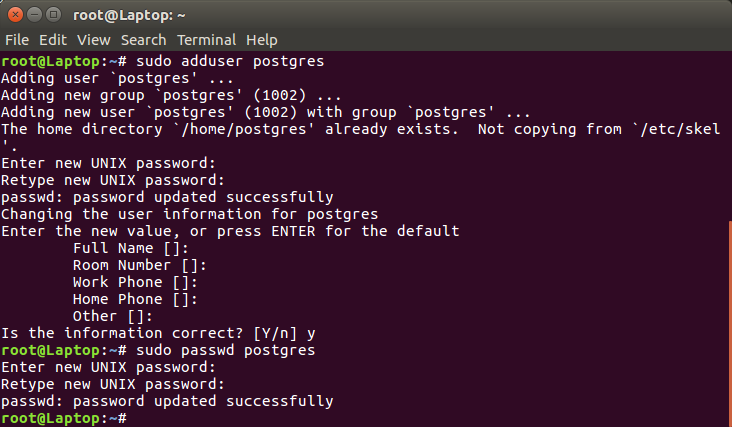 root@Laptop: ~
File Edit View Search Terminal Help
root@Laptop:~# sudo adduser postgres
Adding user `postgres' ...
Adding new group `postgres' (1002) ...
Adding new user `postgres' (1002) with group `postgres' ...
The home directory `/home/postgres' already exists.  Not copying from `/etc/skel
'.
Enter new UNIX password:
Retype new UNIX password:
passwd: password updated successfully
Changing the user information for postgres
Enter the new value, or press ENTER for the default
        Full Name []:
        Room Number []:
        Work Phone []:
        Home Phone []:
        Other []:
Is the information correct? [Y/n] y
root@Laptop:~# sudo passwd postgres
Enter new UNIX password:
Retype new UNIX password:
passwd: password updated successfully
root@Laptop:~#